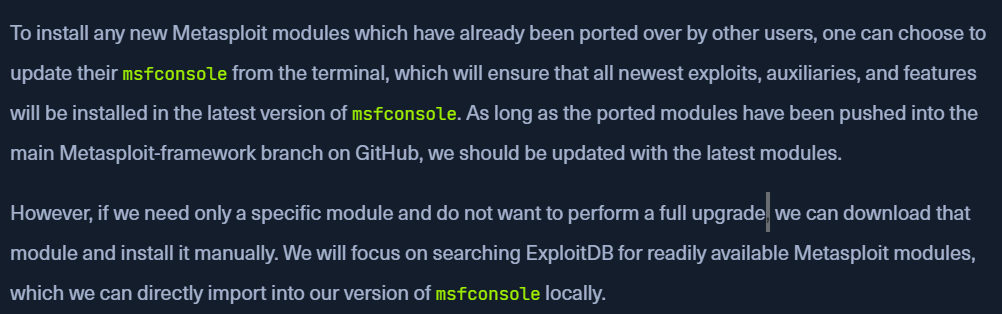 To install any new Metasploit modules which have already been ported over by other users, one can choose to
update their msfconsole from the terminal, which will ensure that all newest exploits, auxiliaries, and features
will be installed in the latest version of msfconsole. As long as the ported modules have been pushed into the
main Metasploit-framework branch on GitHub, we should be updated with the latest modules.
However, if we need only a specific module and do not want to perform a full upgrade, we can download that
module and install it manually. We will focus on searching ExploitDB for readily available Metasploit modules,
which we can directly import into our version of msfconsole locally.